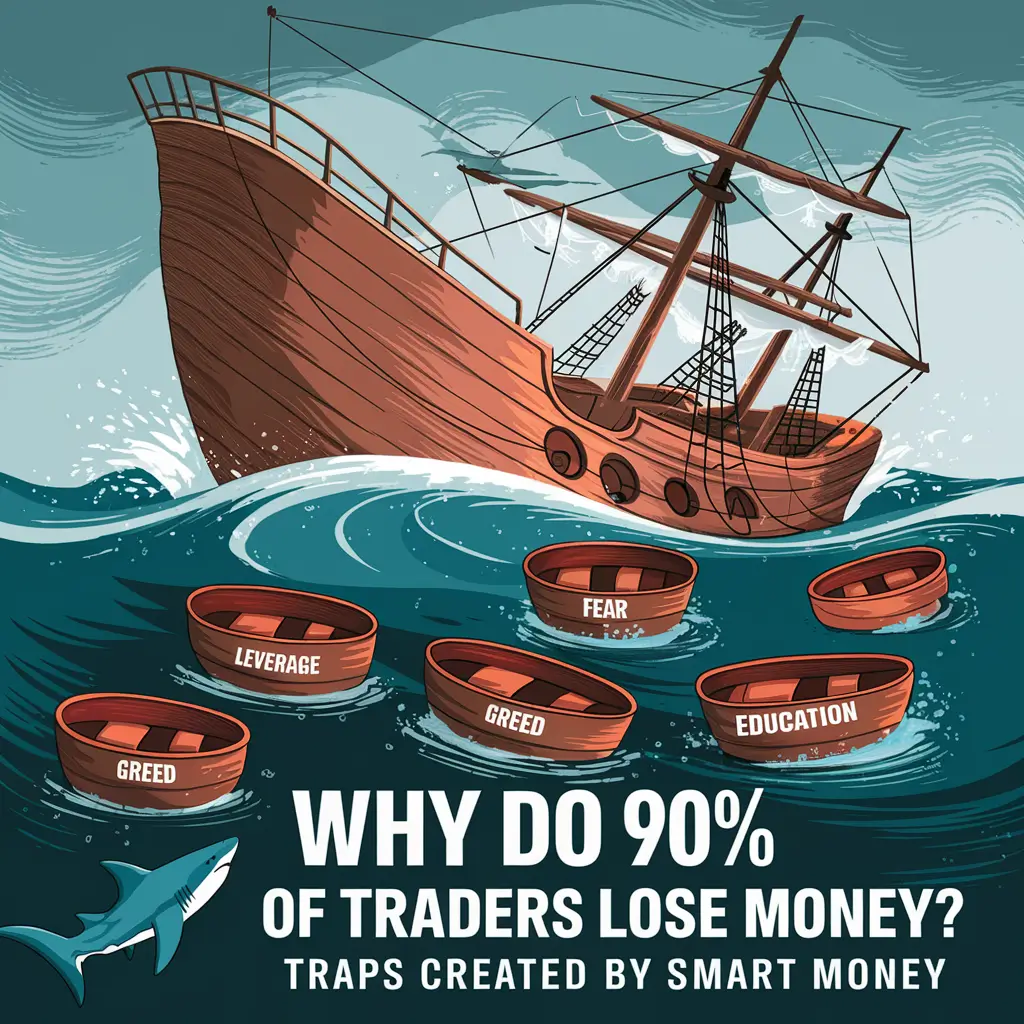 FEAR
LEVERAGE
GREED
EDUCATION
GREED
WHY DO 90%
OF TRADERS LOSE MONEY?
TRAPS CREATED BY SMART MONEY